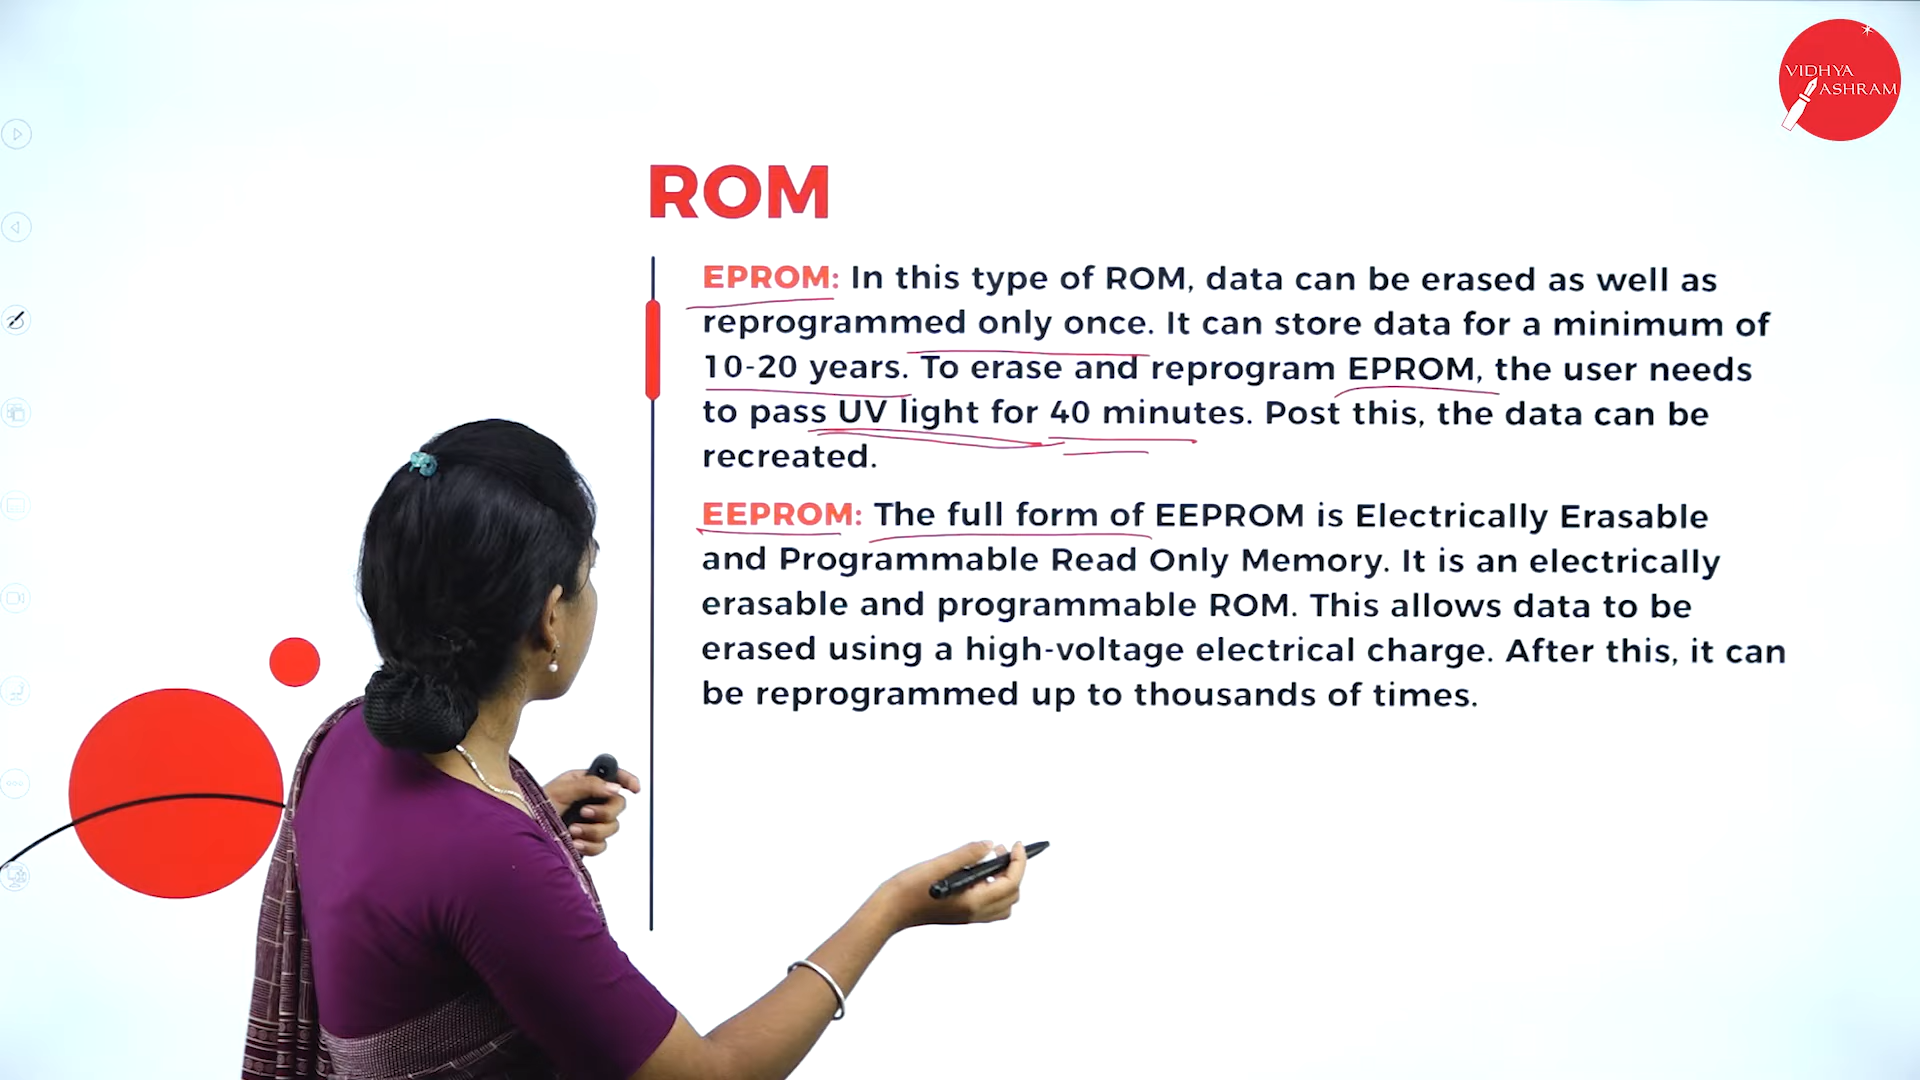 VIDHYA
ASHRAM
ROM
EPROM: In this type of ROM, data can be erased as well as
reprogrammed only once. It can store data for a minimum of
10-20 years. To erase and reprogram EPROM, the user needs
to pass UV light for 40 minutes. Post this, the data can be
recreated.
EEPROM: The full form of EEPROM is Electrically Erasable
and Programmable Read Only Memory. It is an electrically
erasable and programmable ROM. This allows data to be
erased using a high-voltage electrical charge. After this, it can
be reprogrammed up to thousands of times.